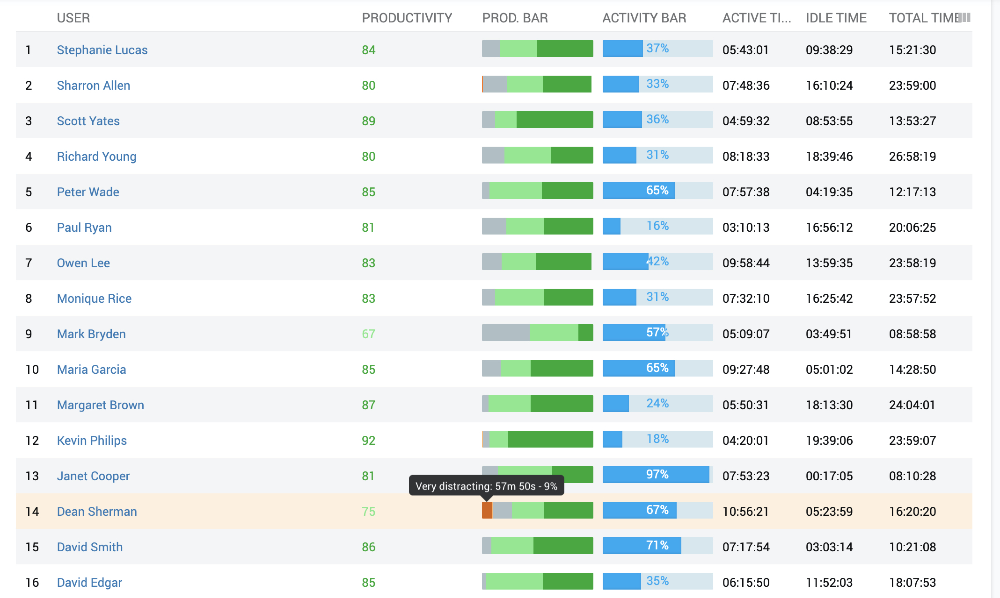 USER PRODUCTIVITY PROD. BAR ACTIVITY BAR ACTIVE TI... IDLE TIME TOTAL TIME
1 Stephanie Lucas 84 37% 05:43:01 09:38:29 15:21:30
2 Sharron Allen 80 33% 07:48:36 16:10:24 23:59:00
3 Scott Yates 89 36% 04:59:32 08:53:55 13:53:27
4 Richard Young 80 31% 08:18:33 18:39:46 26:58:19
5 Peter Wade 85 65% 07:57:38 04:19:35 12:17:13
6 Paul Ryan 81 16% 03:10:13 16:56:12 20:06:25
7 Owen Lee 83 42% 09:58:44 13:59:35 23:58:19
8 Monique Rice 83 31% 07:32:10 16:25:42 23:57:52
9 Mark Bryden 67 57% 05:09:07 03:49:51 08:58:58
10 Maria Garcia 85 65% 09:27:48 05:01:02 14:28:50
11 Margaret Brown 87 24% 05:50:31 18:13:30 24:04:01
12 Kevin Philips 92 18% 04:20:01 19:39:06 23:59:07
13 Janet Cooper 81 97% 07:53:23 00:17:05 08:10:28
Very distracting: 57m 50s - 9%
14 Dean Sherman 75 67% 10:56:21 05:23:59 16:20:20
15 David Smith 86 71% 07:17:54 03:03:14 10:21:08
16 David Edgar 85 35% 06:15:50 11:52:03 18:07:53